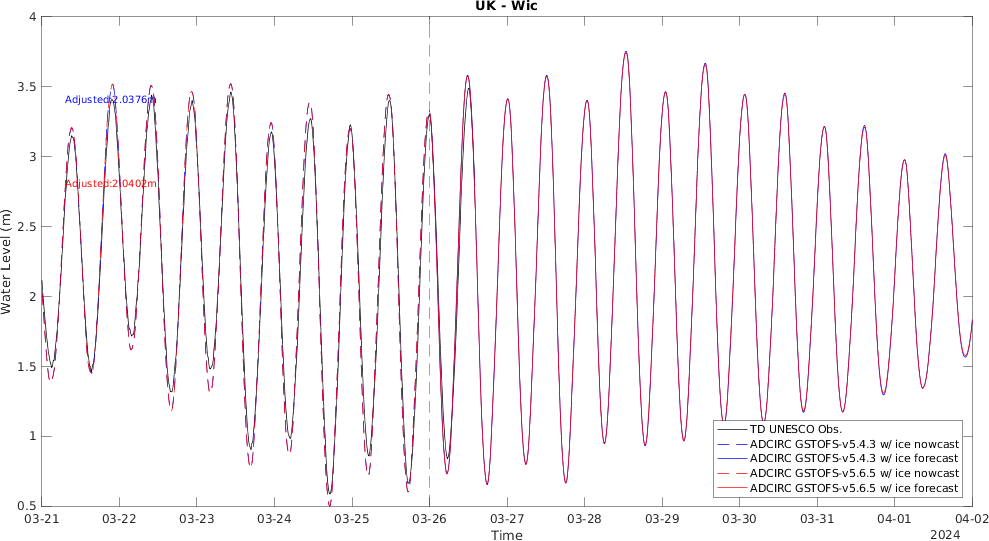 UK - Wic
4
3.5
3
2.5
2
1.5
1
0.5
Water Level (m)
Adjusted:2.0376m
Adjusted:2.0402m
TD UNESCO Obs.
ADCIRC GSTOFS-v5.4.3 w/ ice nowcast
ADCIRC GSTOFS-v5.4.3 w/ ice forecast
ADCIRC GSTOFS-v5.6.5 w/ ice nowcast
ADCIRC GSTOFS-v5.6.5 w/ ice forecast
03-21 03-22 03-23 03-24 03-25 03-26 03-27 03-28 03-29 03-30 03-31 04-01 04-02
Time
2024